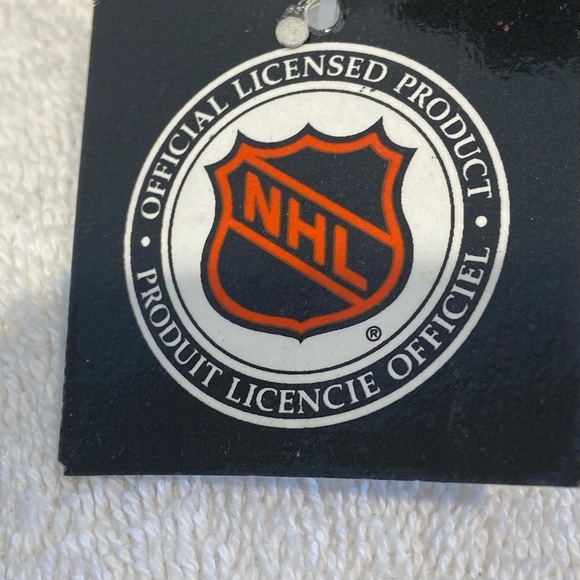 • OFFICIAL LICENSED PRODUCT •
NHL
®
PRODUIT LICENCIE OFFICIEL